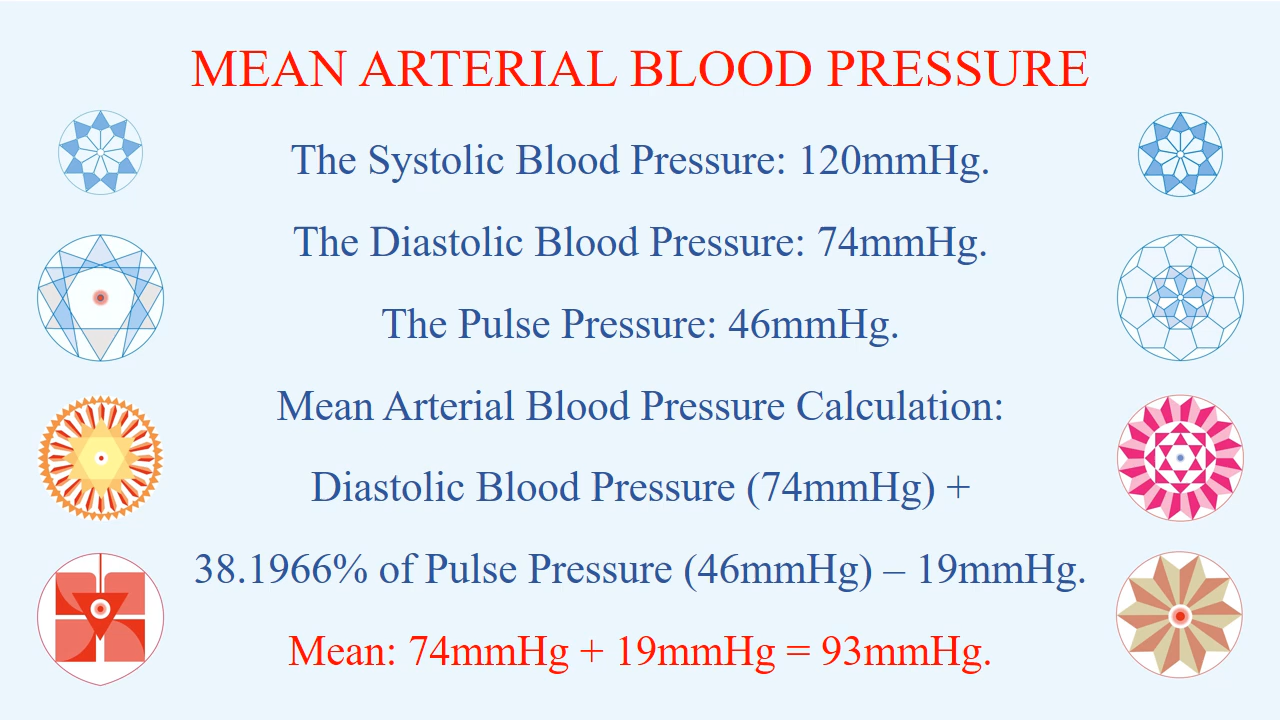 MEAN ARTERIAL BLOOD PRESSURE
The Systolic Blood Pressure: 120mmHg.
The Diastolic Blood Pressure: 74mmHg.
The Pulse Pressure: 46mmHg.
Mean Arterial Blood Pressure Calculation:
Diastolic Blood Pressure (74mmHg) +
38.1966% of Pulse Pressure (46mmHg) – 19mmHg.
Mean: 74mmHg + 19mmHg = 93mmHg.